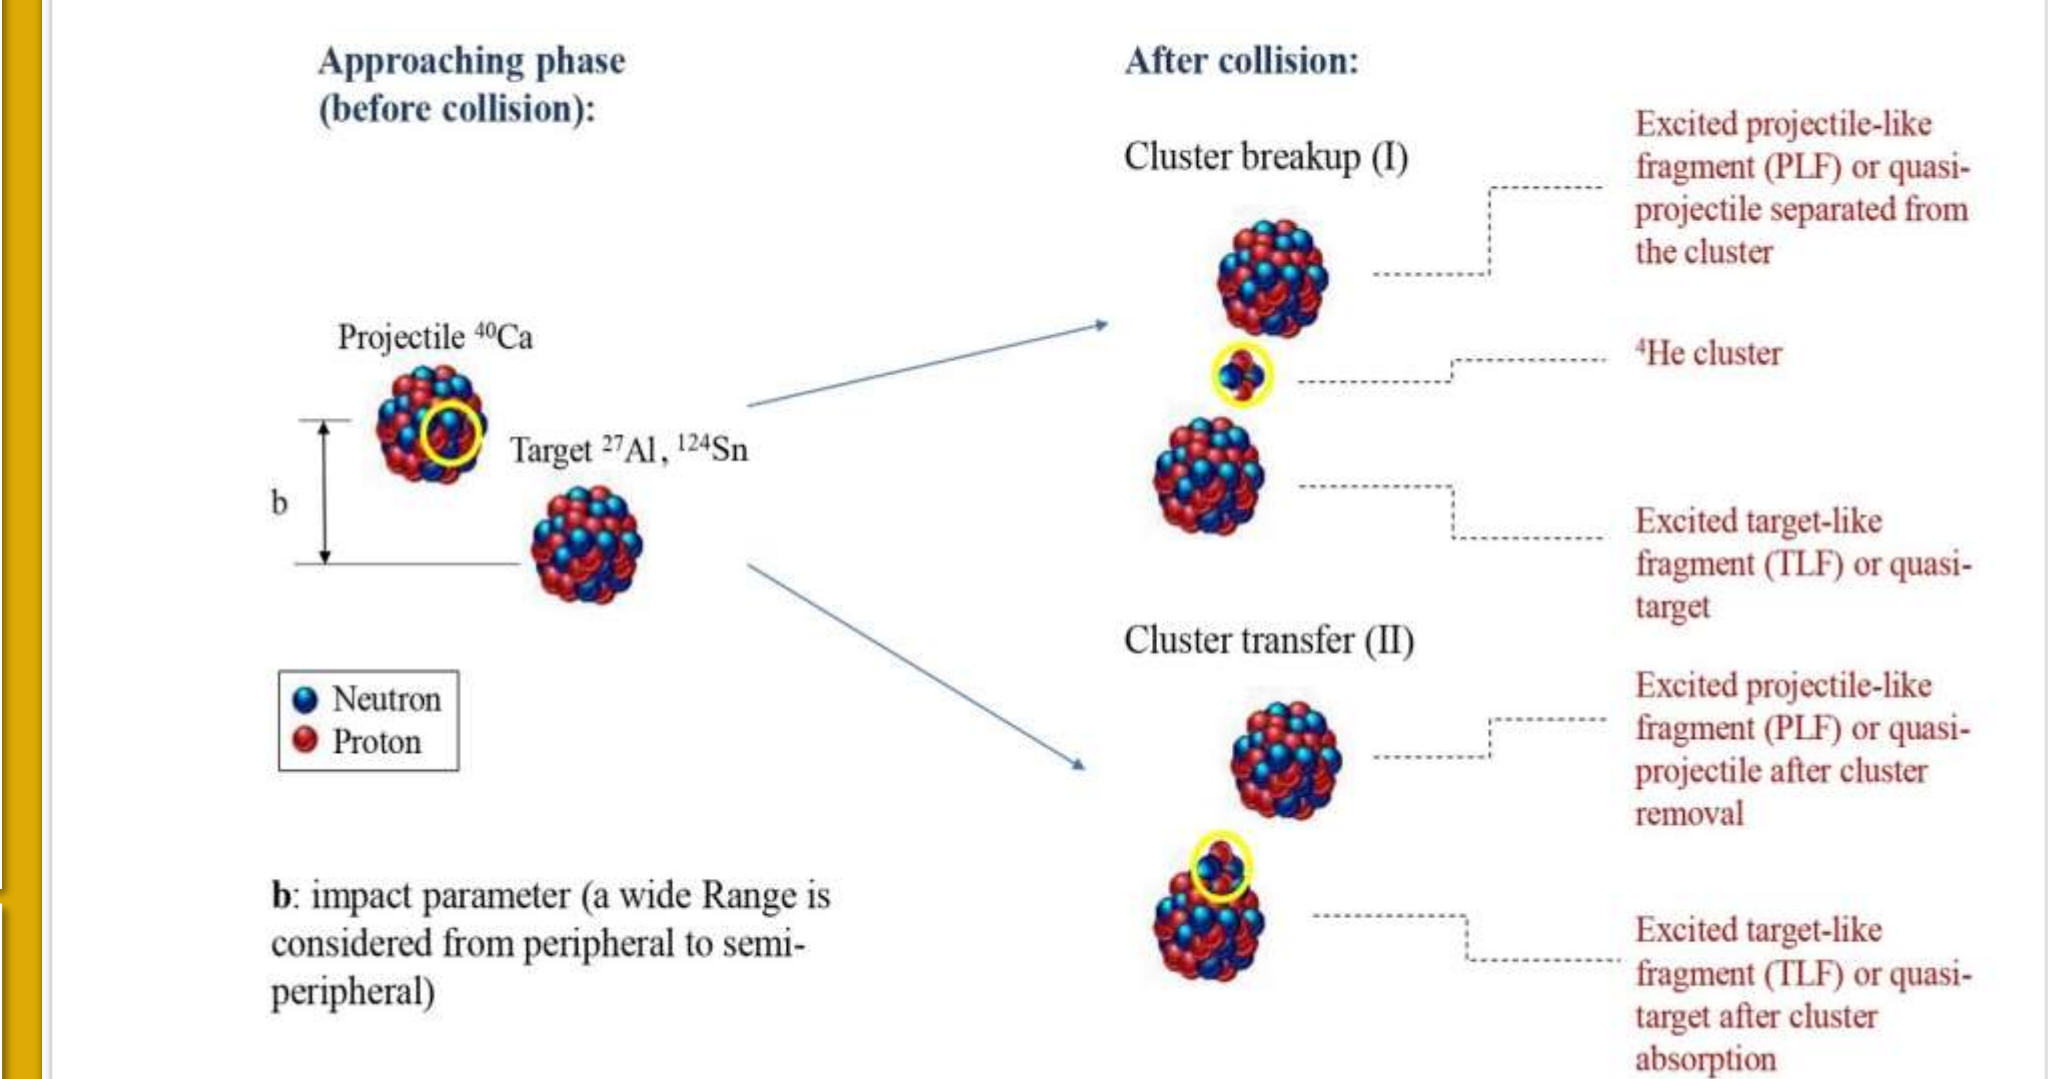 Approaching phase
(before collision):
Projectile ⁴⁰Ca
Target ²⁷Al, ¹²⁴Sn
b
Neutron
Proton
b: impact parameter (a wide Range is
considered from peripheral to semi-
peripheral)
After collision:
Cluster breakup (I)
Excited projectile-like
fragment (PLF) or quasi-
projectile separated from
the cluster
⁴He cluster
Excited target-like
fragment (TLF) or quasi-
target
Cluster transfer (II)
Excited projectile-like
fragment (PLF) or quasi-
projectile after cluster
removal
Excited target-like
fragment (TLF) or quasi-
target after cluster
absorption